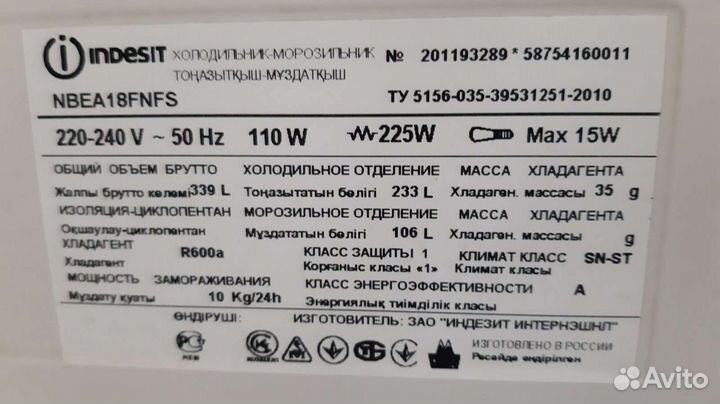 indesit ХОЛОДИЛЬНИК-МОРОЗИЛЬНИК № 201193289 * 58754160011
ТОҢАЗЫТҚЫШ-МҰЗДАТҚЫШ
NBEA18FNFS ТУ 5156-035-39531251-2010
220-240 V ~ 50 Hz 110 W 225W Max 15W
ОБЩИЙ ОБЪЕМ БРУТТО ХОЛОДИЛЬНОЕ ОТДЕЛЕНИЕ МАССА ХЛАДАГЕНТА
Жалпы брутто көлемі 339 L Тоңазытатын бөлігі 233 L Хладаген. массасы 35 g
ИЗОЛЯЦИЯ-ЦИКЛОПЕНТАН МОРОЗИЛЬНОЕ ОТДЕЛЕНИЕ МАССА ХЛАДАГЕНТА
Оқшаулау-циклопентан Мұздататын бөлігі 106 L Хладаген. массасы g
ХЛАДАГЕНТ R600a КЛАСС ЗАЩИТЫ 1 КЛИМАТ КЛАСС SN-ST
Хладагент Қорғаныс класы «1» Климат класы
МОЩНОСТЬ ЗАМОРАЖИВАНИЯ КЛАСС ЭНЕРГОЭФФЕКТИВНОСТИ A
Мұздату қуаты 10 Kg/24h Энергиялық тиімділік класы
ӨНДІРУШІ: ИЗГОТОВИТЕЛЬ: ЗАО "ИНДЕЗИТ ИНТЕРНЭШНЛ"
ИЗГОТОВЛЕНО В РОССИИ
Ресейде өндірілген
Avito